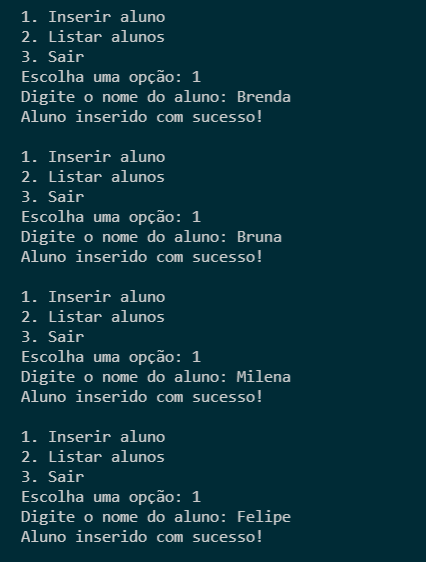 1. Inserir aluno
2. Listar alunos
3. Sair
Escolha uma opção: 1
Digite o nome do aluno: Brenda
Aluno inserido com sucesso!
1. Inserir aluno
2. Listar alunos
3. Sair
Escolha uma opção: 1
Digite o nome do aluno: Bruna
Aluno inserido com sucesso!
1. Inserir aluno
2. Listar alunos
3. Sair
Escolha uma opção: 1
Digite o nome do aluno: Milena
Aluno inserido com sucesso!
1. Inserir aluno
2. Listar alunos
3. Sair
Escolha uma opção: 1
Digite o nome do aluno: Felipe
Aluno inserido com sucesso!